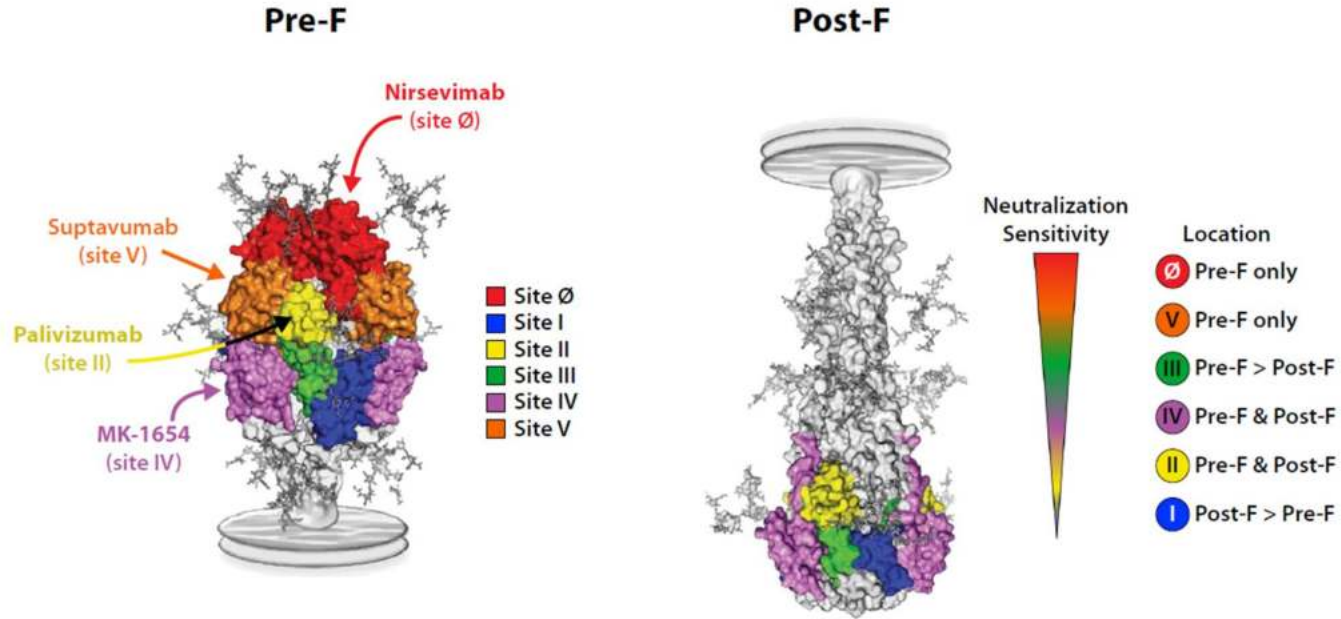 Pre-F
Post-F
Nirsevimab
(site Ø)
Suptavumab
(site V)
Palivizumab
(site II)
MK-1654
(site IV)
Site Ø
Site I
Site II
Site III
Site IV
Site V
Neutralization
Sensitivity
Location
Ø Pre-F only
V Pre-F only
III Pre-F > Post-F
IV Pre-F & Post-F
II Pre-F & Post-F
I Post-F > Pre-F